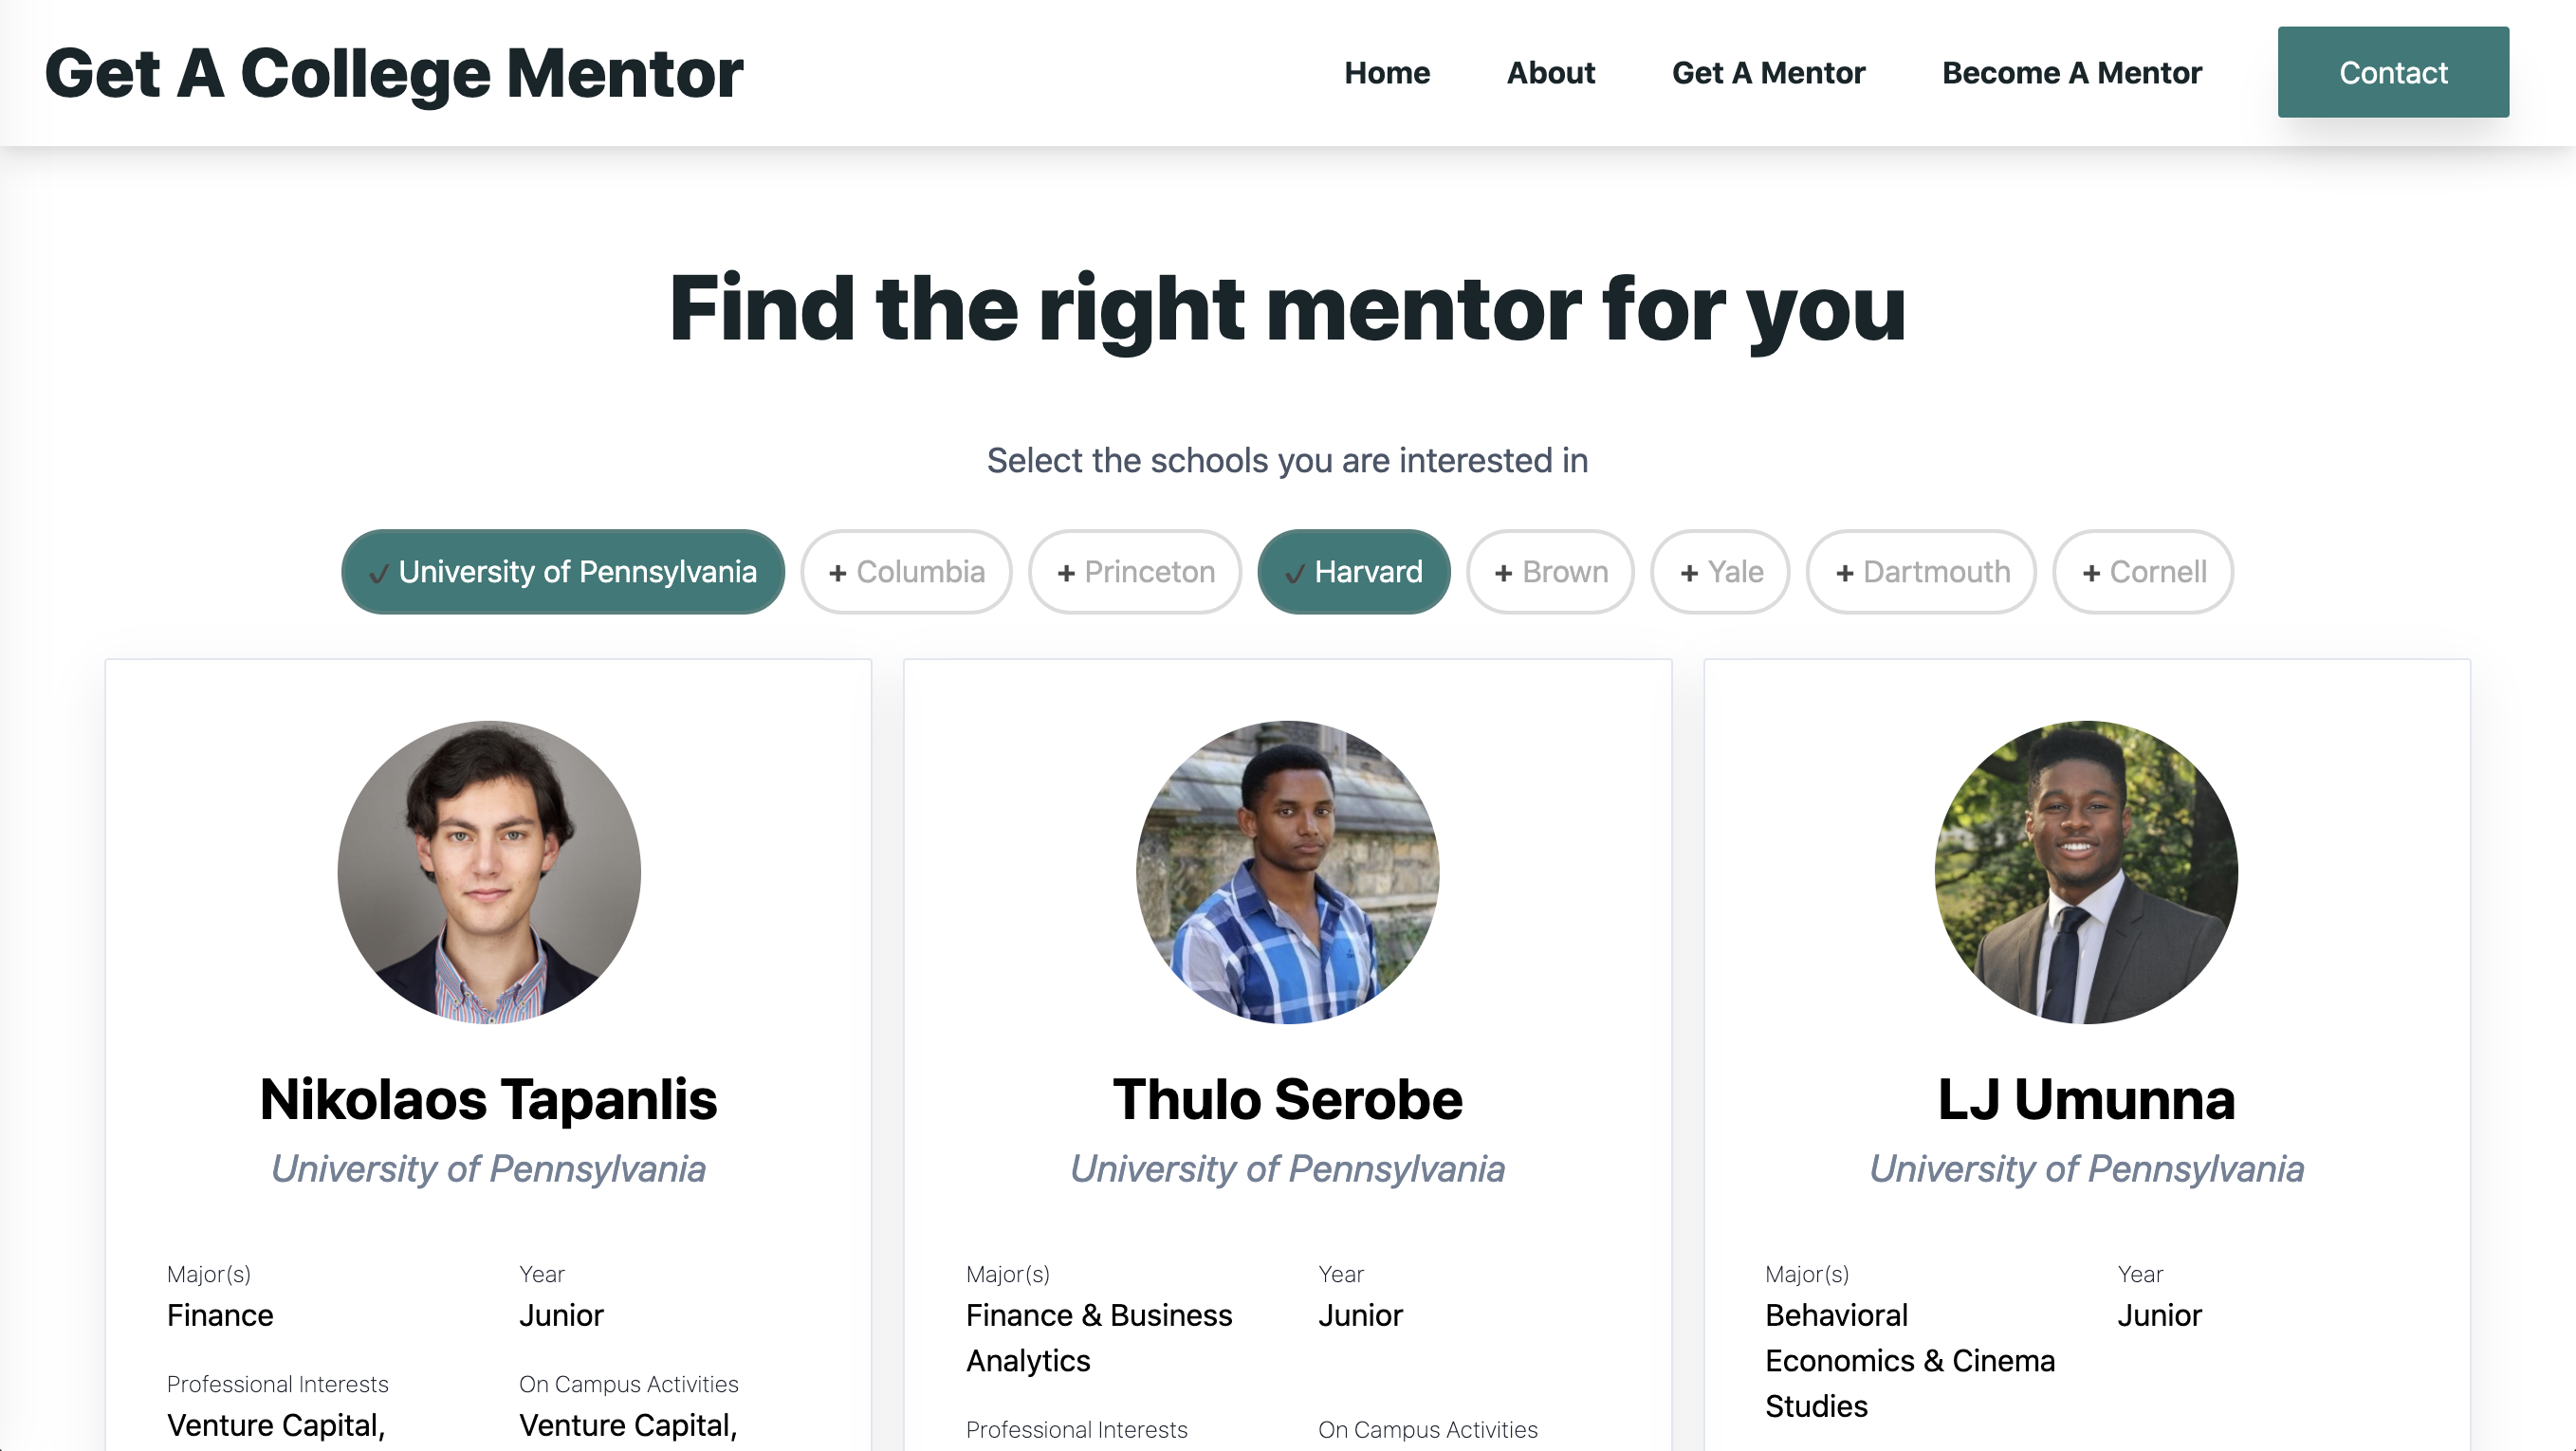 Get A College Mentor
Home About Get A Mentor Become A Mentor Contact
Find the right mentor for you
Select the schools you are interested in
✓ University of Pennsylvania + Columbia + Princeton ✓ Harvard + Brown + Yale + Dartmouth + Cornell
Nikolaos Tapanlis
University of Pennsylvania
Major(s) Year
Finance Junior
Professional Interests On Campus Activities
Venture Capital, Venture Capital,
Thulo Serobe
University of Pennsylvania
Major(s) Year
Finance & Business Junior
Analytics
Professional Interests On Campus Activities
LJ Umunna
University of Pennsylvania
Major(s) Year
Behavioral Junior
Economics & Cinema
Studies